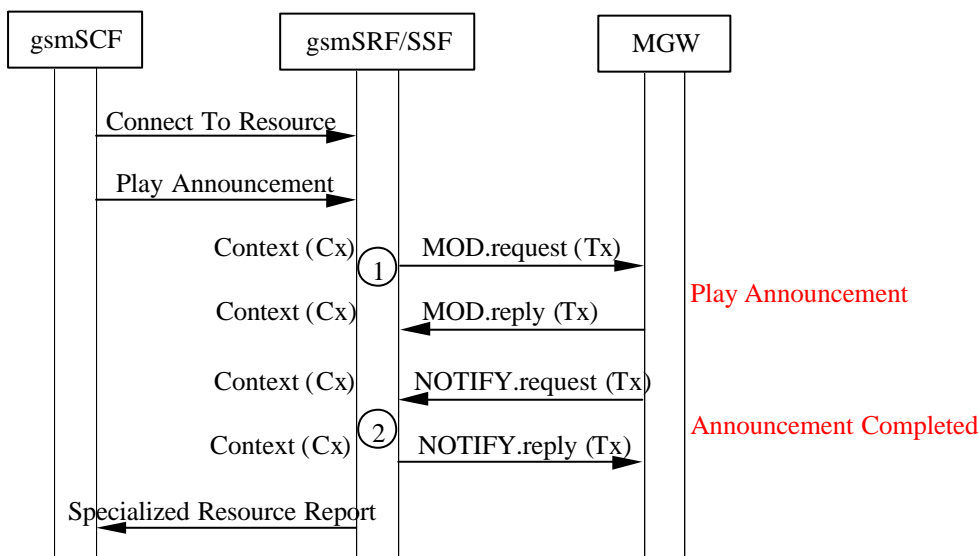 gsmSCF
gsmSRF/SSF
MGW
Connect To Resource
Play Announcement
Context (Cx)
1
MOD.request (Tx)
Play Announcement
Context (Cx)
MOD.reply (Tx)
Context (Cx)
NOTIFY.request (Tx)
2
Announcement Completed
Context (Cx)
NOTIFY.reply (Tx)
Specialized Resource Report